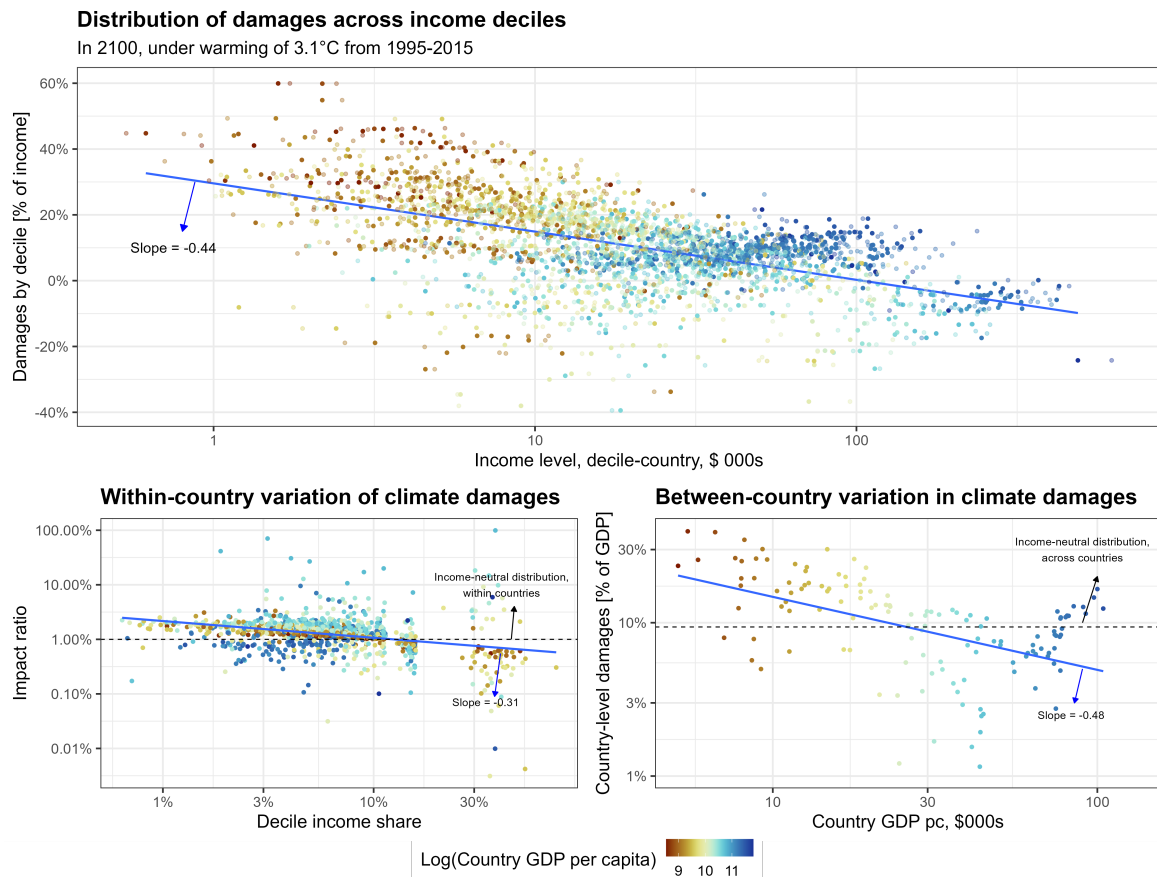 Distribution of damages across income deciles
In 2100, under warming of 3.1°C from 1995-2015
Damages by decile [% of income]
60%
40%
20%
0%
-20%
-40%
Slope = -0.44
1
10
100
Income level, decile-country, $ 000s
Within-country variation of climate damages
Impact ratio
100.00%
10.00%
1.00%
0.10%
0.01%
Income-neutral distribution,
within countries
Slope = -0.31
1%
3%
10%
30%
Decile income share
Between-country variation in climate damages
Country-level damages [% of GDP]
30%
10%
3%
1%
Income-neutral distribution,
across countries
Slope = -0.48
10
30
100
Country GDP pc, $000s
Log(Country GDP per capita)
9
10
11